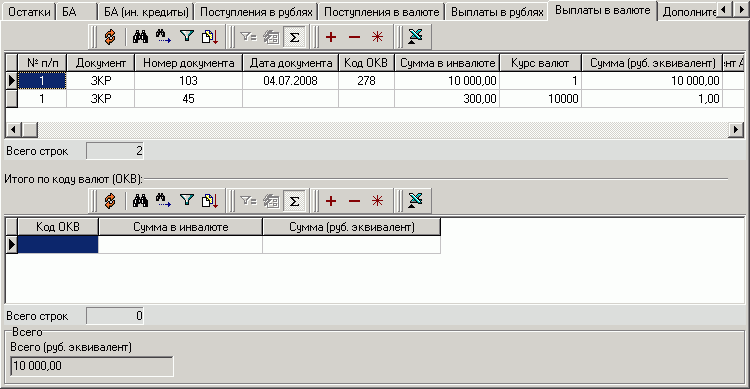 Остатки БА БА (ин. кредиты) Поступления в рублях Поступления в валюте Выплаты в рублях Выплаты в валюте Дополните
Σ
№ п/п Документ Номер документа Дата документа Код ОКВ Сумма в инвалюте Курс валют Сумма (руб. эквивалент)
1 ЗКР 103 04.07.2008 278 10 000,00 1 10 000,00
1 ЗКР 45 300,00 10000 1,00
Всего строк 2
Итого по коду валют (ОКВ):
Σ
Код ОКВ Сумма в инвалюте Сумма (руб. эквивалент)
Всего строк 0
Всего
Всего (руб. эквивалент)
10 000,00